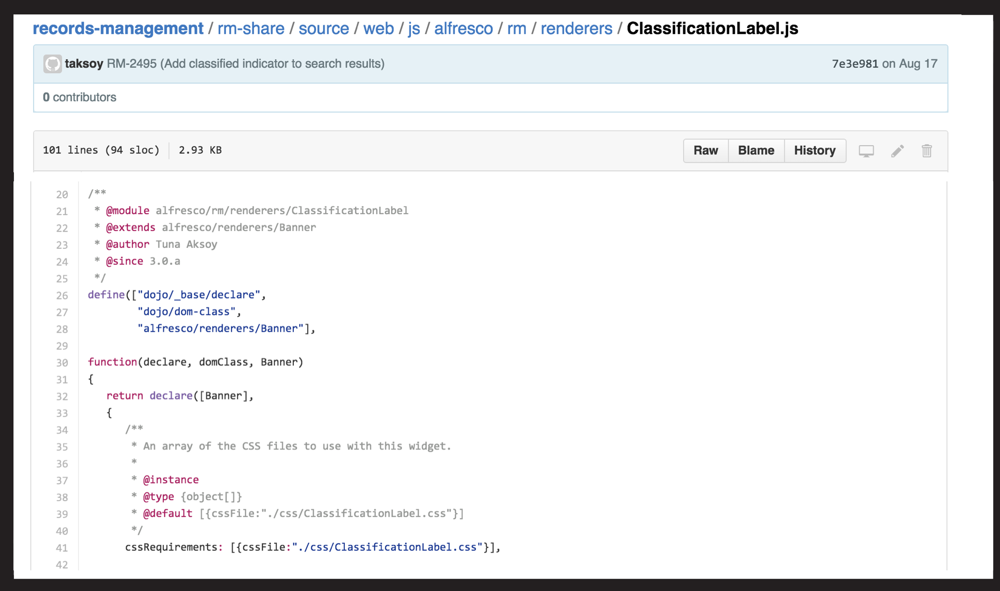 records-management / rm-share / source / web / js / alfresco / rm / renderers / ClassificationLabel.js
taksoy RM-2495 (Add classified indicator to search results) 7e3e981 on Aug 17
0 contributors
101 lines (94 sloc) 2.93 KB Raw Blame History
20 /**
21  * @module alfresco/rm/renderers/ClassificationLabel
22  * @extends alfresco/renderers/Banner
23  * @author Tuna Aksoy
24  * @since 3.0.a
25  */
26 define(["dojo/_base/declare",
27         "dojo/dom-class",
28         "alfresco/renderers/Banner"],
29
30 function(declare, domClass, Banner)
31 {
32    return declare([Banner],
33    {
34       /**
35        * An array of the CSS files to use with this widget.
36        *
37        * @instance
38        * @type {object[]}
39        * @default [{cssFile:"./css/ClassificationLabel.css"}]
40        */
41       cssRequirements: [{cssFile:"./css/ClassificationLabel.css"}],
42